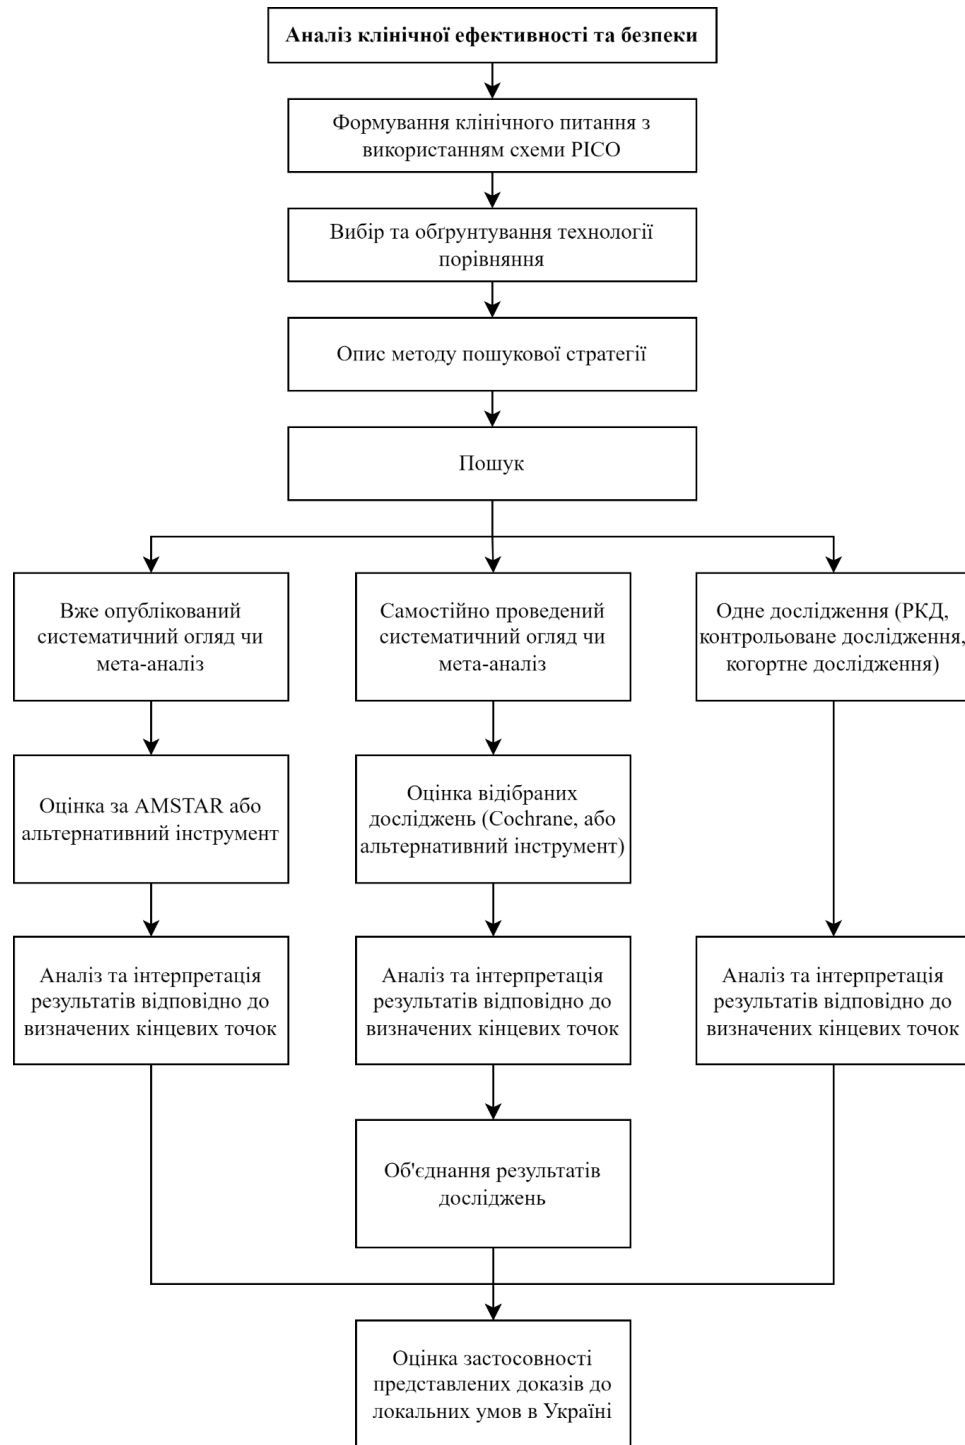 Аналіз клінічної ефективності та безпеки
Формування клінічного питання з
використанням схеми PICO
Вибір та обґрунтування технології
порівняння
Опис методу пошукової стратегії
Пошук
Вже опублікований
систематичний огляд чи
мета-аналіз
Самостійно проведений
систематичний огляд чи
мета-аналіз
Одне дослідження (РКД,
контрольоване дослідження,
когортне дослідження)
Оцінка за AMSTAR або
альтернативний інструмент
Оцінка відібраних
досліджень (Cochrane, або
альтернативний інструмент)
Аналіз та інтерпретація
результатів відповідно до
визначених кінцевих точок
Аналіз та інтерпретація
результатів відповідно до
визначених кінцевих точок
Аналіз та інтерпретація
результатів відповідно до
визначених кінцевих точок
Об'єднання результатів
досліджень
Оцінка застосовності
представлених доказів до
локальних умов в Україні